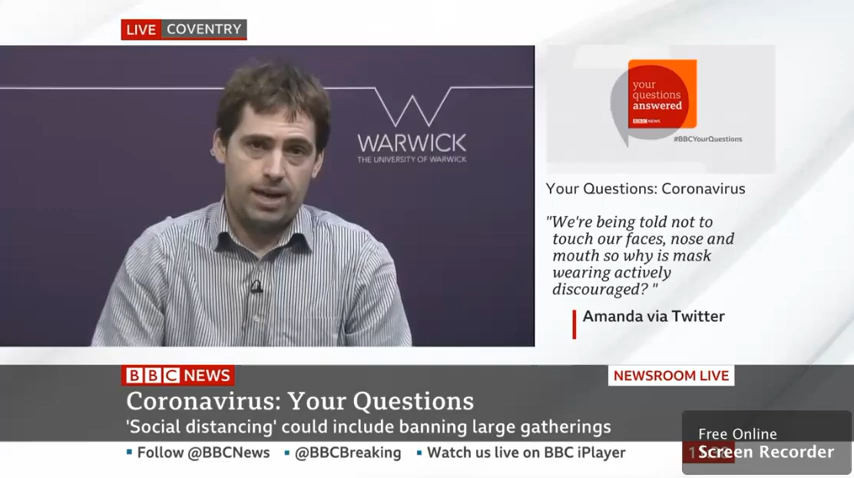 LIVE COVENTRY
WARWICK
THE UNIVERSITY OF WARWICK
your
questions
answered
BBC NEWS
#BBCYourQuestions
Your Questions: Coronavirus
"We're being told not to
touch our faces, nose and
mouth so why is mask
wearing actively
discouraged? "
Amanda via Twitter
BBC NEWS
NEWSROOM LIVE
Coronavirus: Your Questions
'Social distancing' could include banning large gatherings
Follow @BBCNews @BBCBreaking Watch us live on BBC iPlayer
Free Online
Screen Recorder